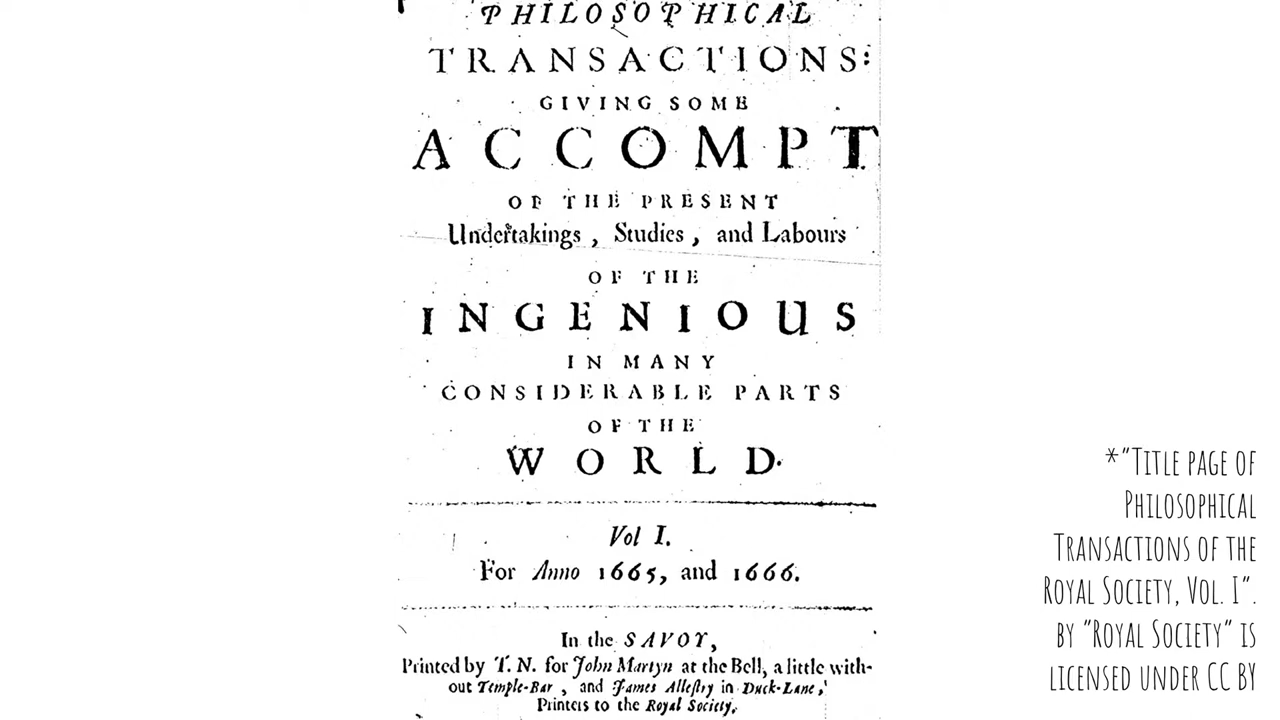 PHILOSOPHICAL
TRANSACTIONS:
GIVING SOME
ACCOMPT
OF THE PRESENT
Undertakings, Studies, and Labours
OF THE
INGENIOUS
IN MANY
CONSIDERABLE PARTS
OF THE
WORLD.
Vol I.
For Anno 1665, and 1666.
In the SAVOY,
Printed by T. N. for John Martyn at the Bell, a little with-
out Temple-Bar, and James Allestry in Duck-Lane,
Printers to the Royal Society.
*"Title page of
Philosophical
Transactions of the
Royal Society, Vol. I".
by "Royal Society" is
licensed under CC BY